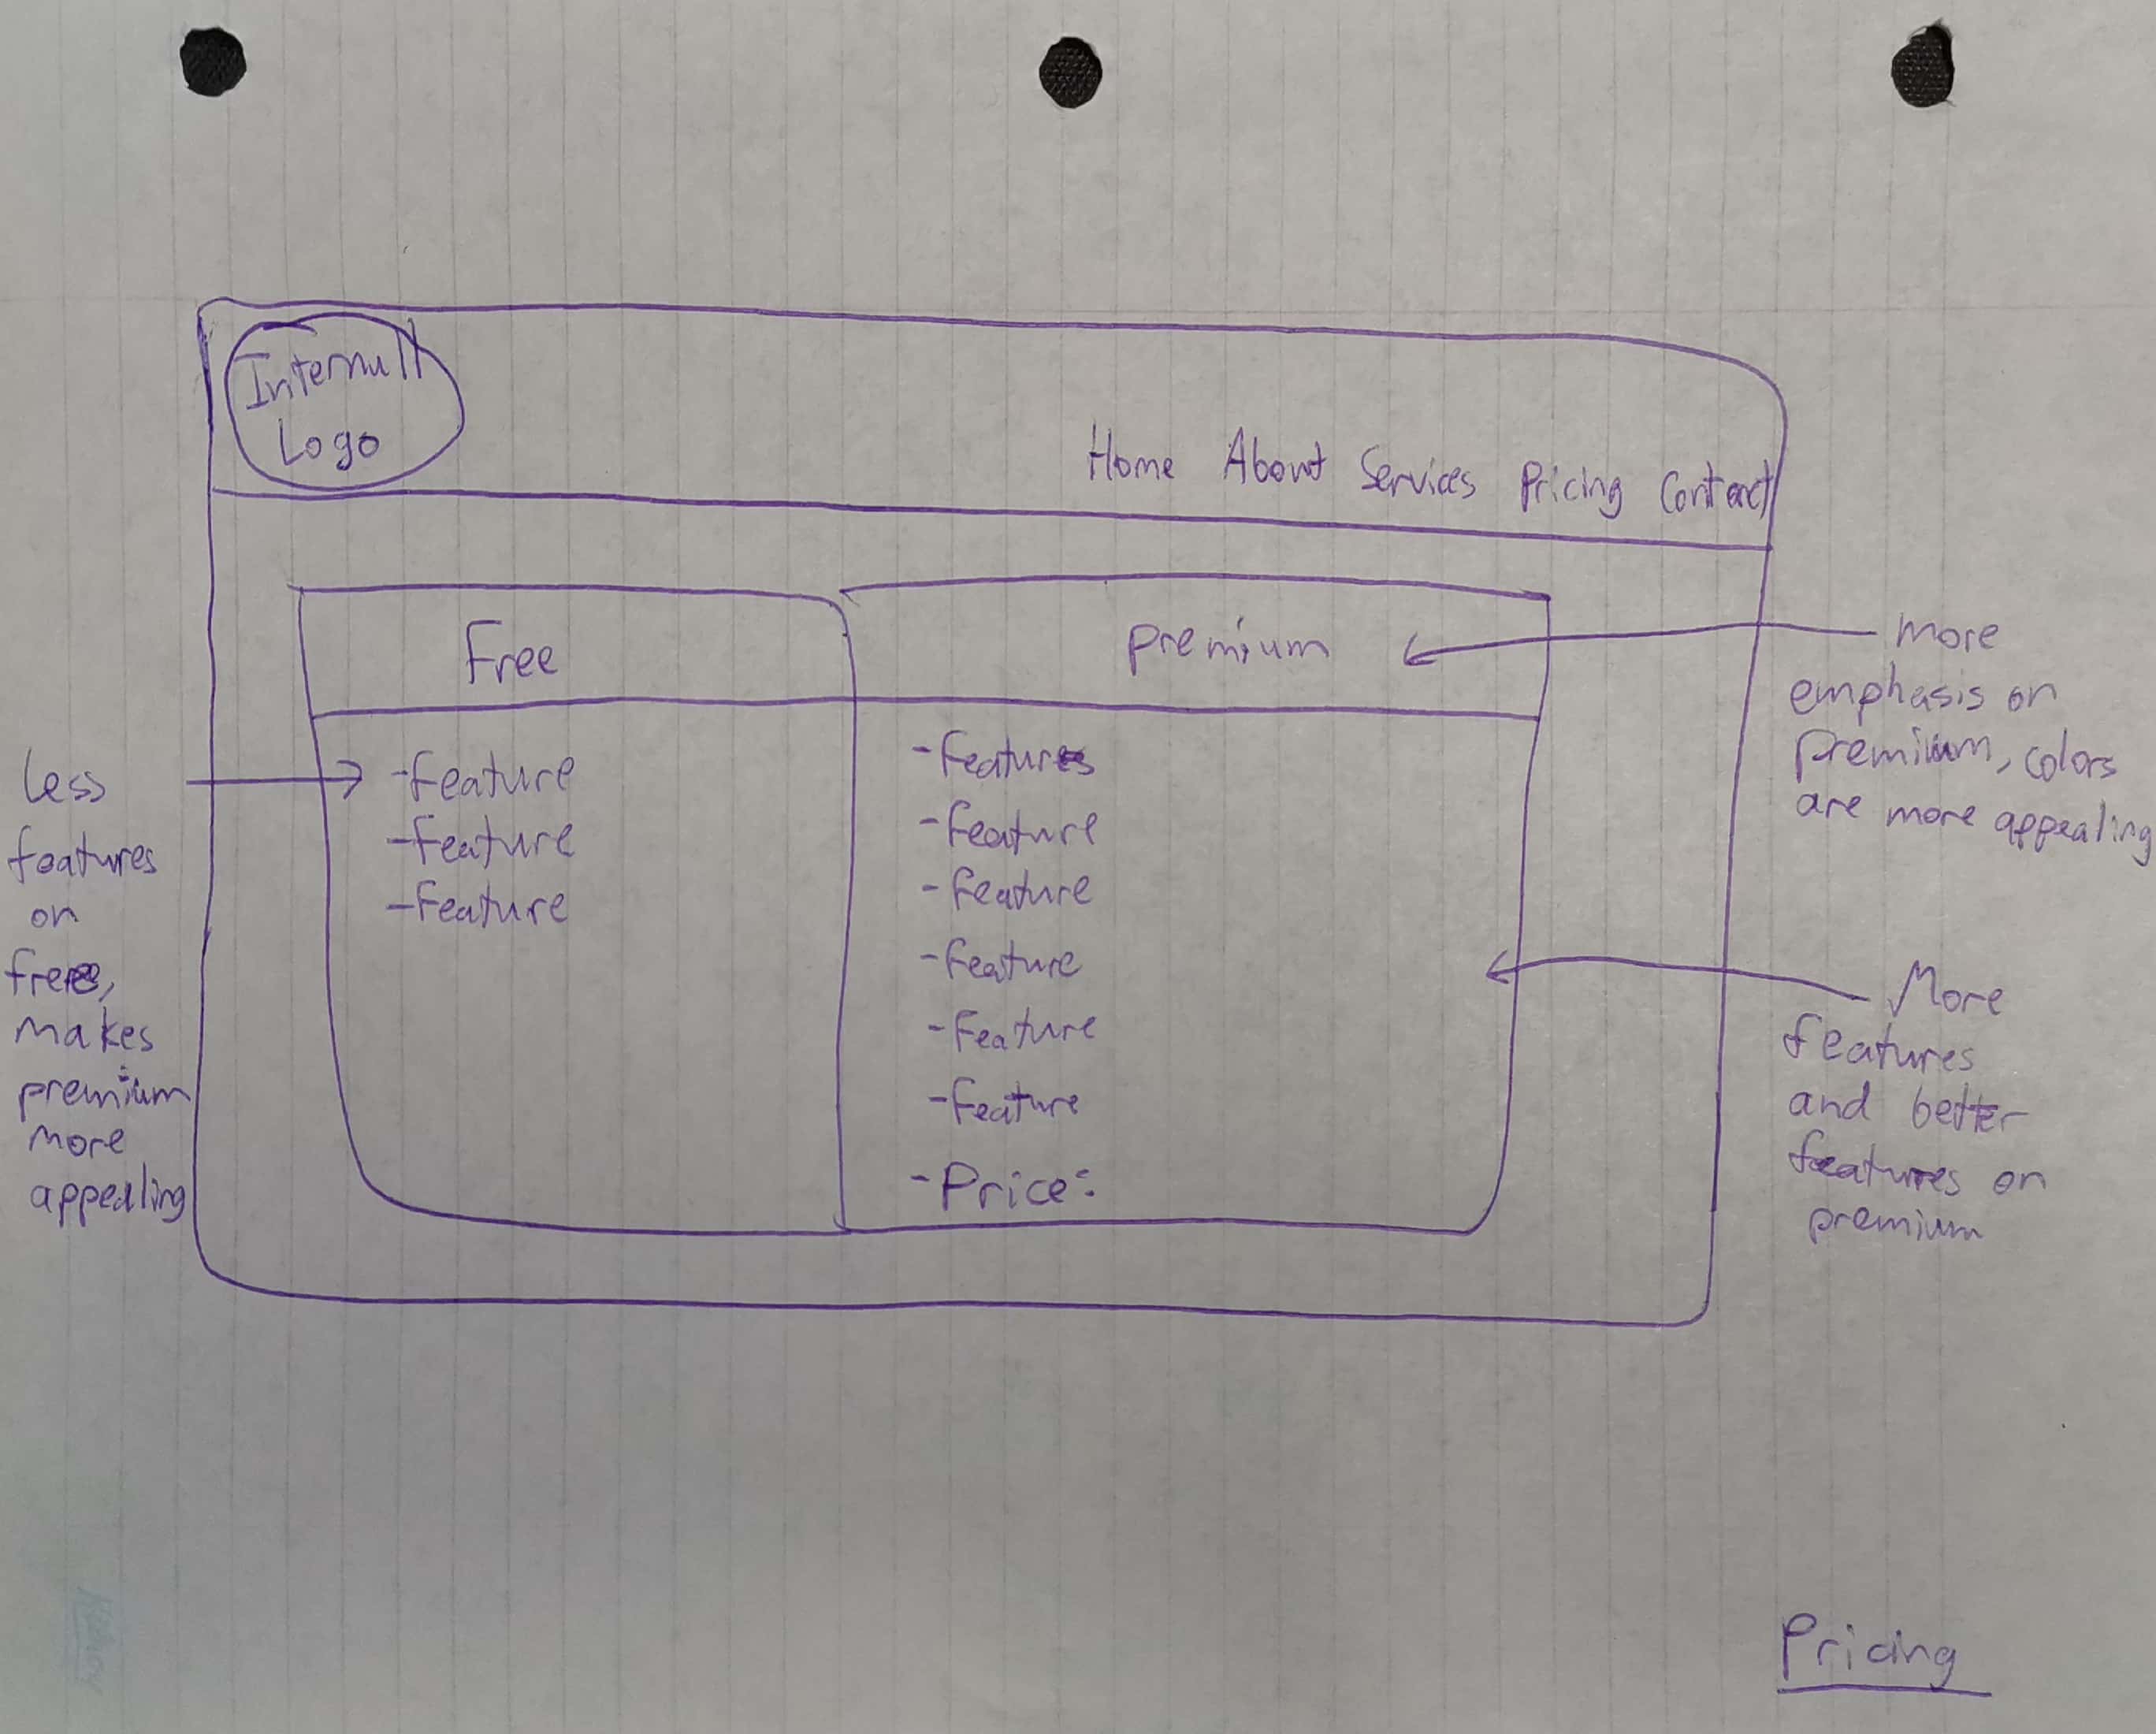 Internull
Logo
Home About Services Pricing Contact
Free
premium
-feature
-feature
-feature
-features
-feature
-feature
-feature
-feature
-feature
-Price:
less
features
on
free,
makes
premium
more
appealing
more
emphasis on
premium, colors
are more appealing
More
features
and better
features on
premium
Pricing